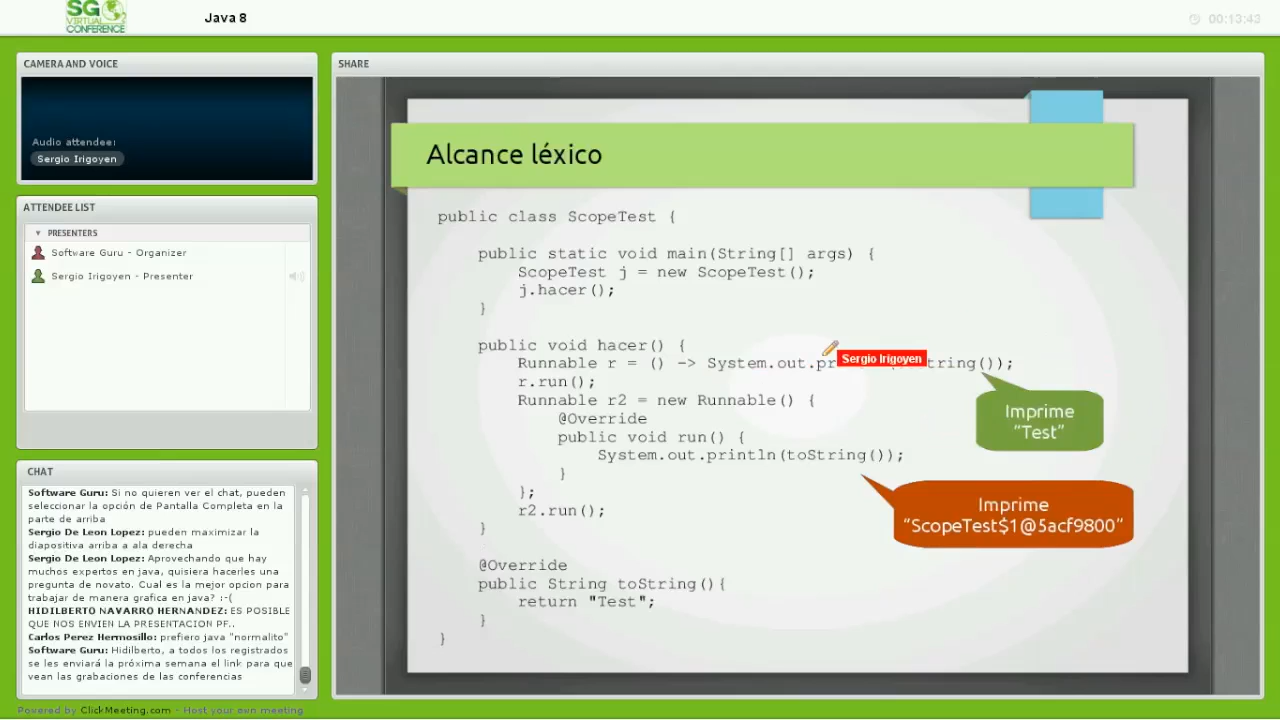 SG
VIRTUAL
CONFERENCE
Java 8
00:13:43
CAMERA AND VOICE
Audio attendee:
Sergio Irigoyen
ATTENDEE LIST
PRESENTERS
Software Guru - Organizer
Sergio Irigoyen - Presenter
CHAT
Software Guru: Si no quieren ver el chat, pueden
seleccionar la opción de Pantalla Completa en la
parte de arriba
Sergio De Leon Lopez: pueden maximizar la
diapositiva arriba a ala derecha
Sergio De Leon Lopez: Aprovechando que hay
muchos expertos en java, quisiera hacerles una
pregunta de novato. Cual es la mejor opcion para
trabajar de manera grafica en java? :-(
HIDILBERTO NAVARRO HERNANDEZ: ES POSIBLE
QUE NOS ENVIEN LA PRESENTACION PF..
Carlos Perez Hermosillo: prefiero java "normalito"
Software Guru: Hidilberto, a todos los registrados
se les enviará la próxima semana el link para que
vean las grabaciones de las conferencias
Powered by ClickMeeting.com - Host your own meeting
SHARE
Alcance léxico
public class ScopeTest {
public static void main(String[] args) {
ScopeTest j = new ScopeTest();
j.hacer();
}
public void hacer() {
Runnable r = () -> System.out.pr
Sergio Irigoyen
tring());
r.run();
Runnable r2 = new Runnable() {
@Override
public void run() {
System.out.println(toString());
}
};
r2.run();
}
@Override
public String toString(){
return "Test";
}
}
Imprime
"Test"
Imprime
"ScopeTest$1@5acf9800"